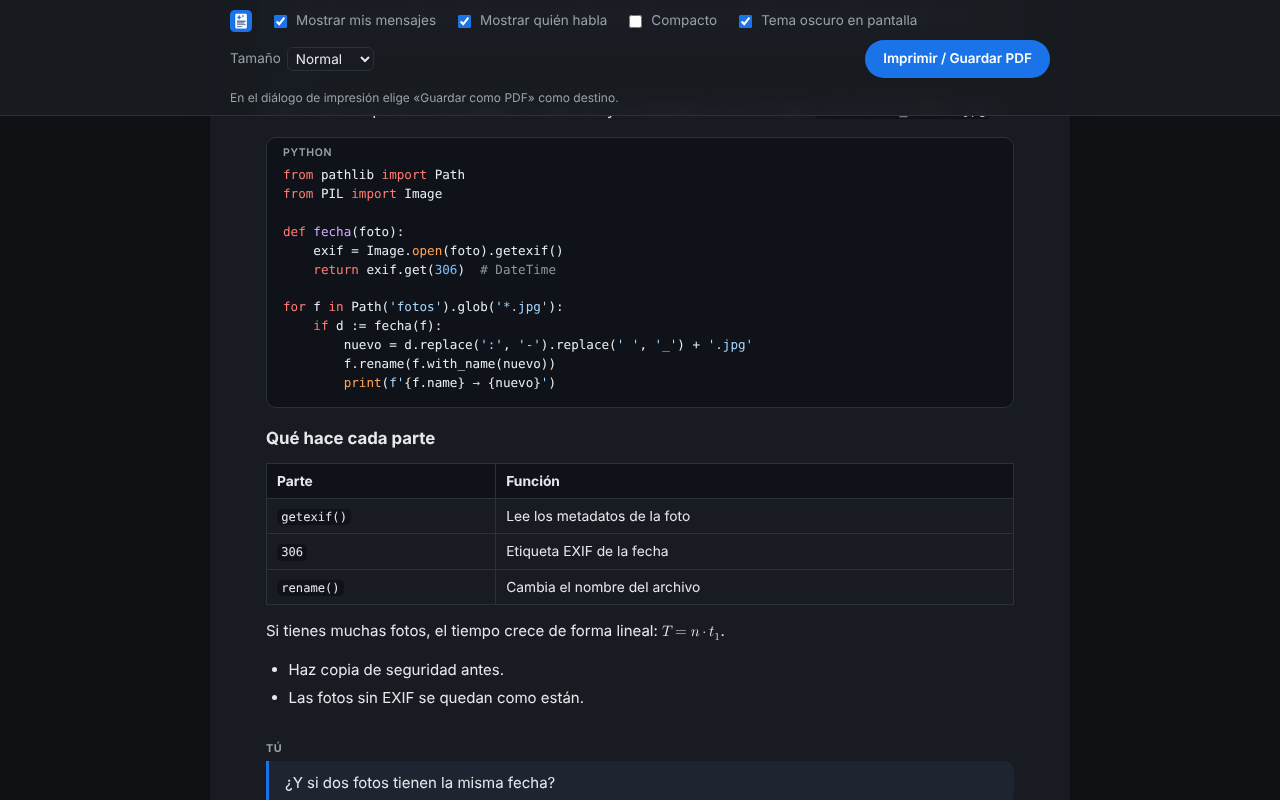 Mostrar mis mensajes
Mostrar quién habla
Compacto
Tema oscuro en pantalla
Tamaño
Normal
Imprimir / Guardar PDF
En el diálogo de impresión elige «Guardar como PDF» como destino.
PYTHON
from pathlib import Path
from PIL import Image

def fecha(foto):
    exif = Image.open(foto).getexif()
    return exif.get(306)  # DateTime

for f in Path('fotos').glob('*.jpg'):
    if d := fecha(f):
        nuevo = d.replace(':', '-').replace(' ', '_') + '.jpg'
        f.rename(f.with_name(nuevo))
        print(f'{f.name} → {nuevo}')
Qué hace cada parte
Parte Función
getexif() Lee los metadatos de la foto
306 Etiqueta EXIF de la fecha
rename() Cambia el nombre del archivo
Si tienes muchas fotos, el tiempo crece de forma lineal: T = n · t₁.
• Haz copia de seguridad antes.
• Las fotos sin EXIF se quedan como están.
TÚ
¿Y si dos fotos tienen la misma fecha?